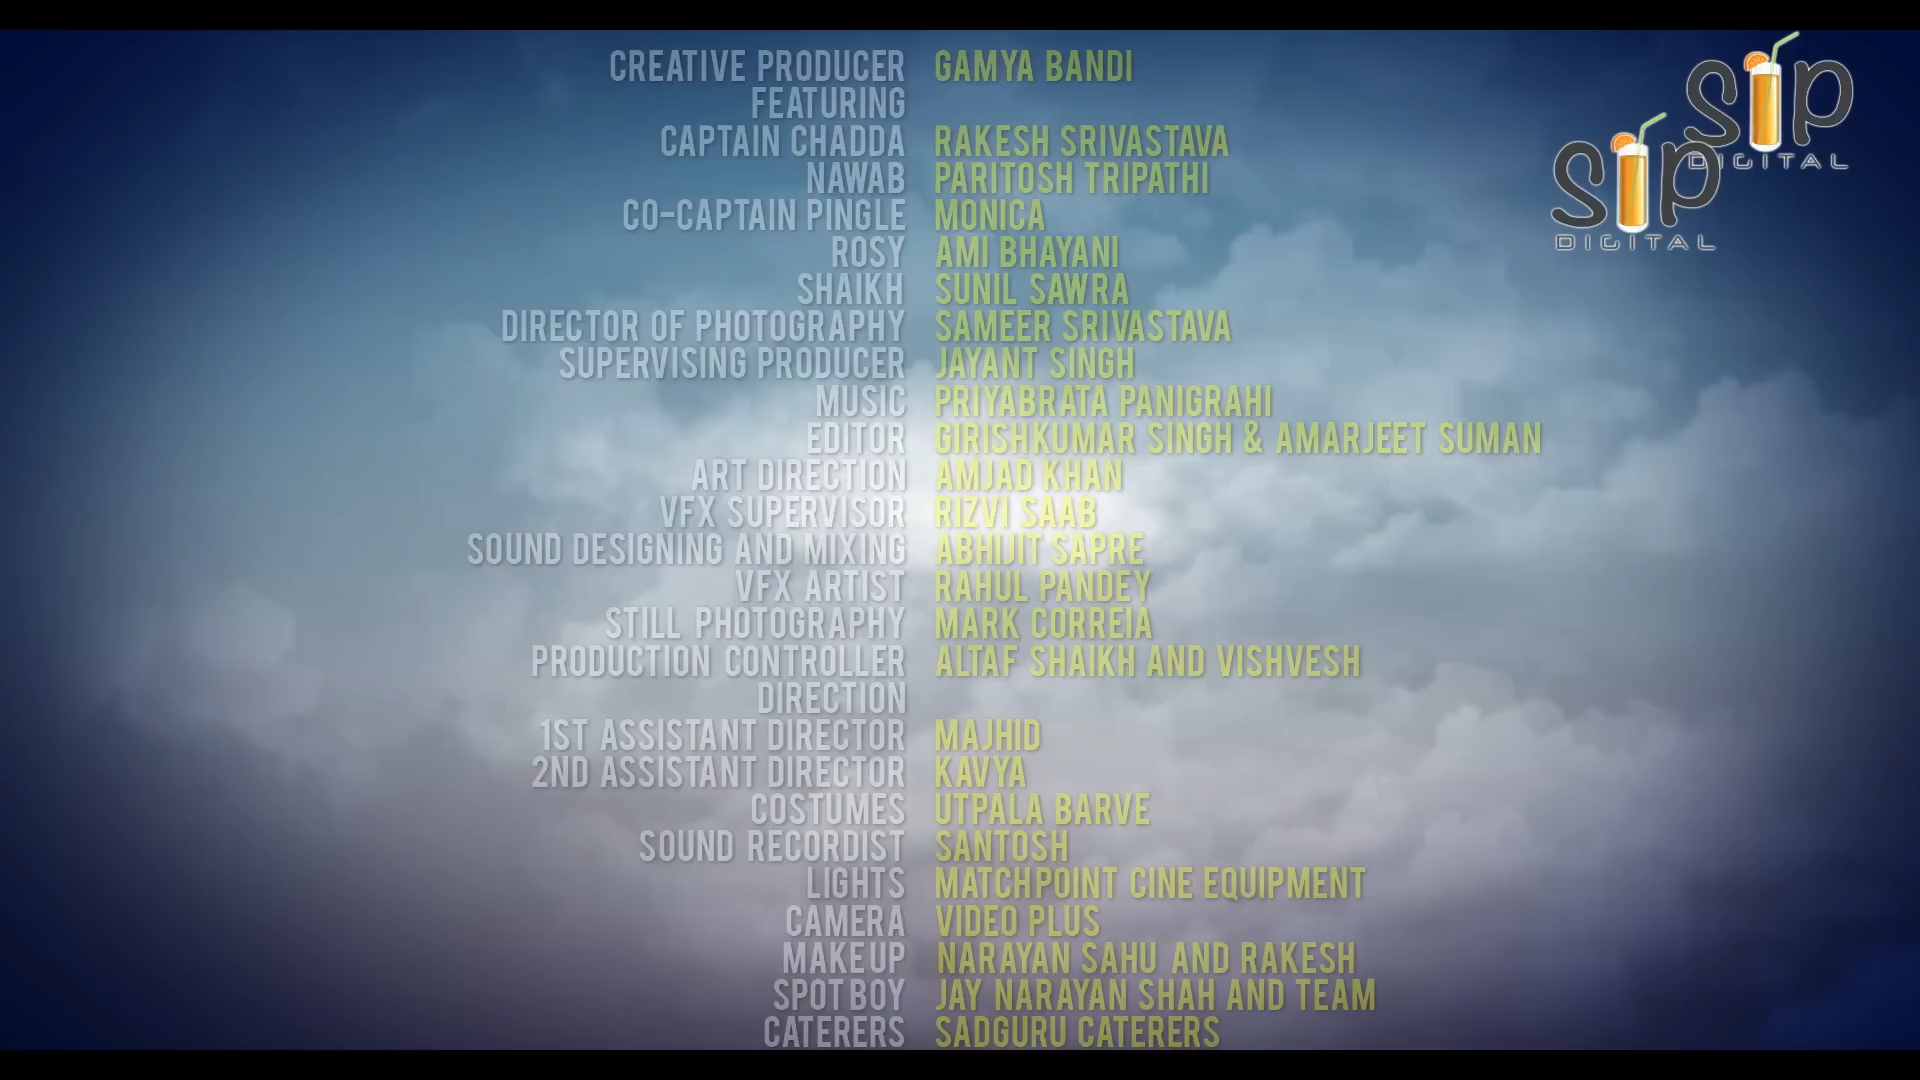 CREATIVE PRODUCER GAMYA BANDI
FEATURING
CAPTAIN CHADDA RAKESH SRIVASTAVA
NAWAB PARITOSH TRIPATHI
CO-CAPTAIN PINGLE MONICA
ROSY AMI BHAYANI
SHAIKH SUNIL SAWRA
DIRECTOR OF PHOTOGRAPHY SAMEER SRIVASTAVA
SUPERVISING PRODUCER JAYANT SINGH
MUSIC PRIYABRATA PANIGRAHI
EDITOR GIRISHKUMAR SINGH & AMARJEET SUMAN
ART DIRECTION AMJAD KHAN
VFX SUPERVISOR RIZVI SAAB
SOUND DESIGNING AND MIXING ABHIJIT SAPRE
VFX ARTIST RAHUL PANDEY
STILL PHOTOGRAPHY MARK CORREIA
PRODUCTION CONTROLLER ALTAF SHAIKH AND VISHVESH
DIRECTION
1ST ASSISTANT DIRECTOR MAJHID
2ND ASSISTANT DIRECTOR KAVYA
COSTUMES UTPALA BARVE
SOUND RECORDIST SANTOSH
LIGHTS MATCHPOINT CINE EQUIPMENT
CAMERA VIDEO PLUS
MAKEUP NARAYAN SAHU AND RAKESH
SPOTBOY JAY NARAYAN SHAH AND TEAM
CATERERS SADGURU CATERERS
sip
DIGITAL
sip
DIGITAL